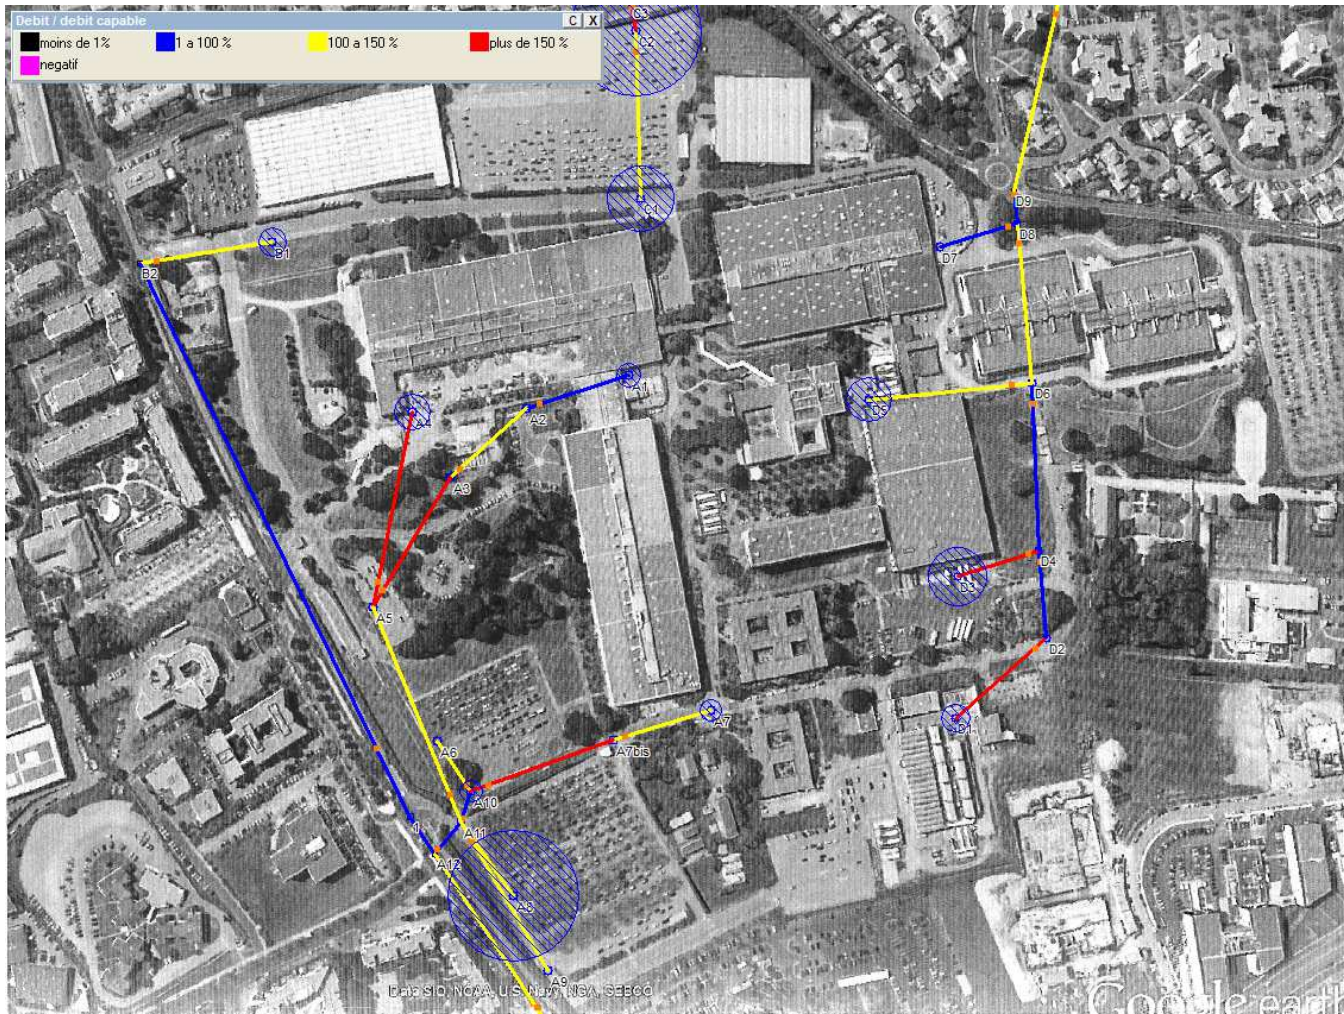 Debit / debit capable
C X
moins de 1% 1 a 100 % 100 a 150 % plus de 150 %
negatif
C3
C2
C1
D9
D8
D7
B1
B2
A1
D6
D5
A2
A4
A3
D4
D3
A5
D2
A7
D1
A6
A7bis
A10
1
A11
A12
A8
A9
Data SIO, NOAA, U.S. Navy, NGA, GEBCO
Google earth